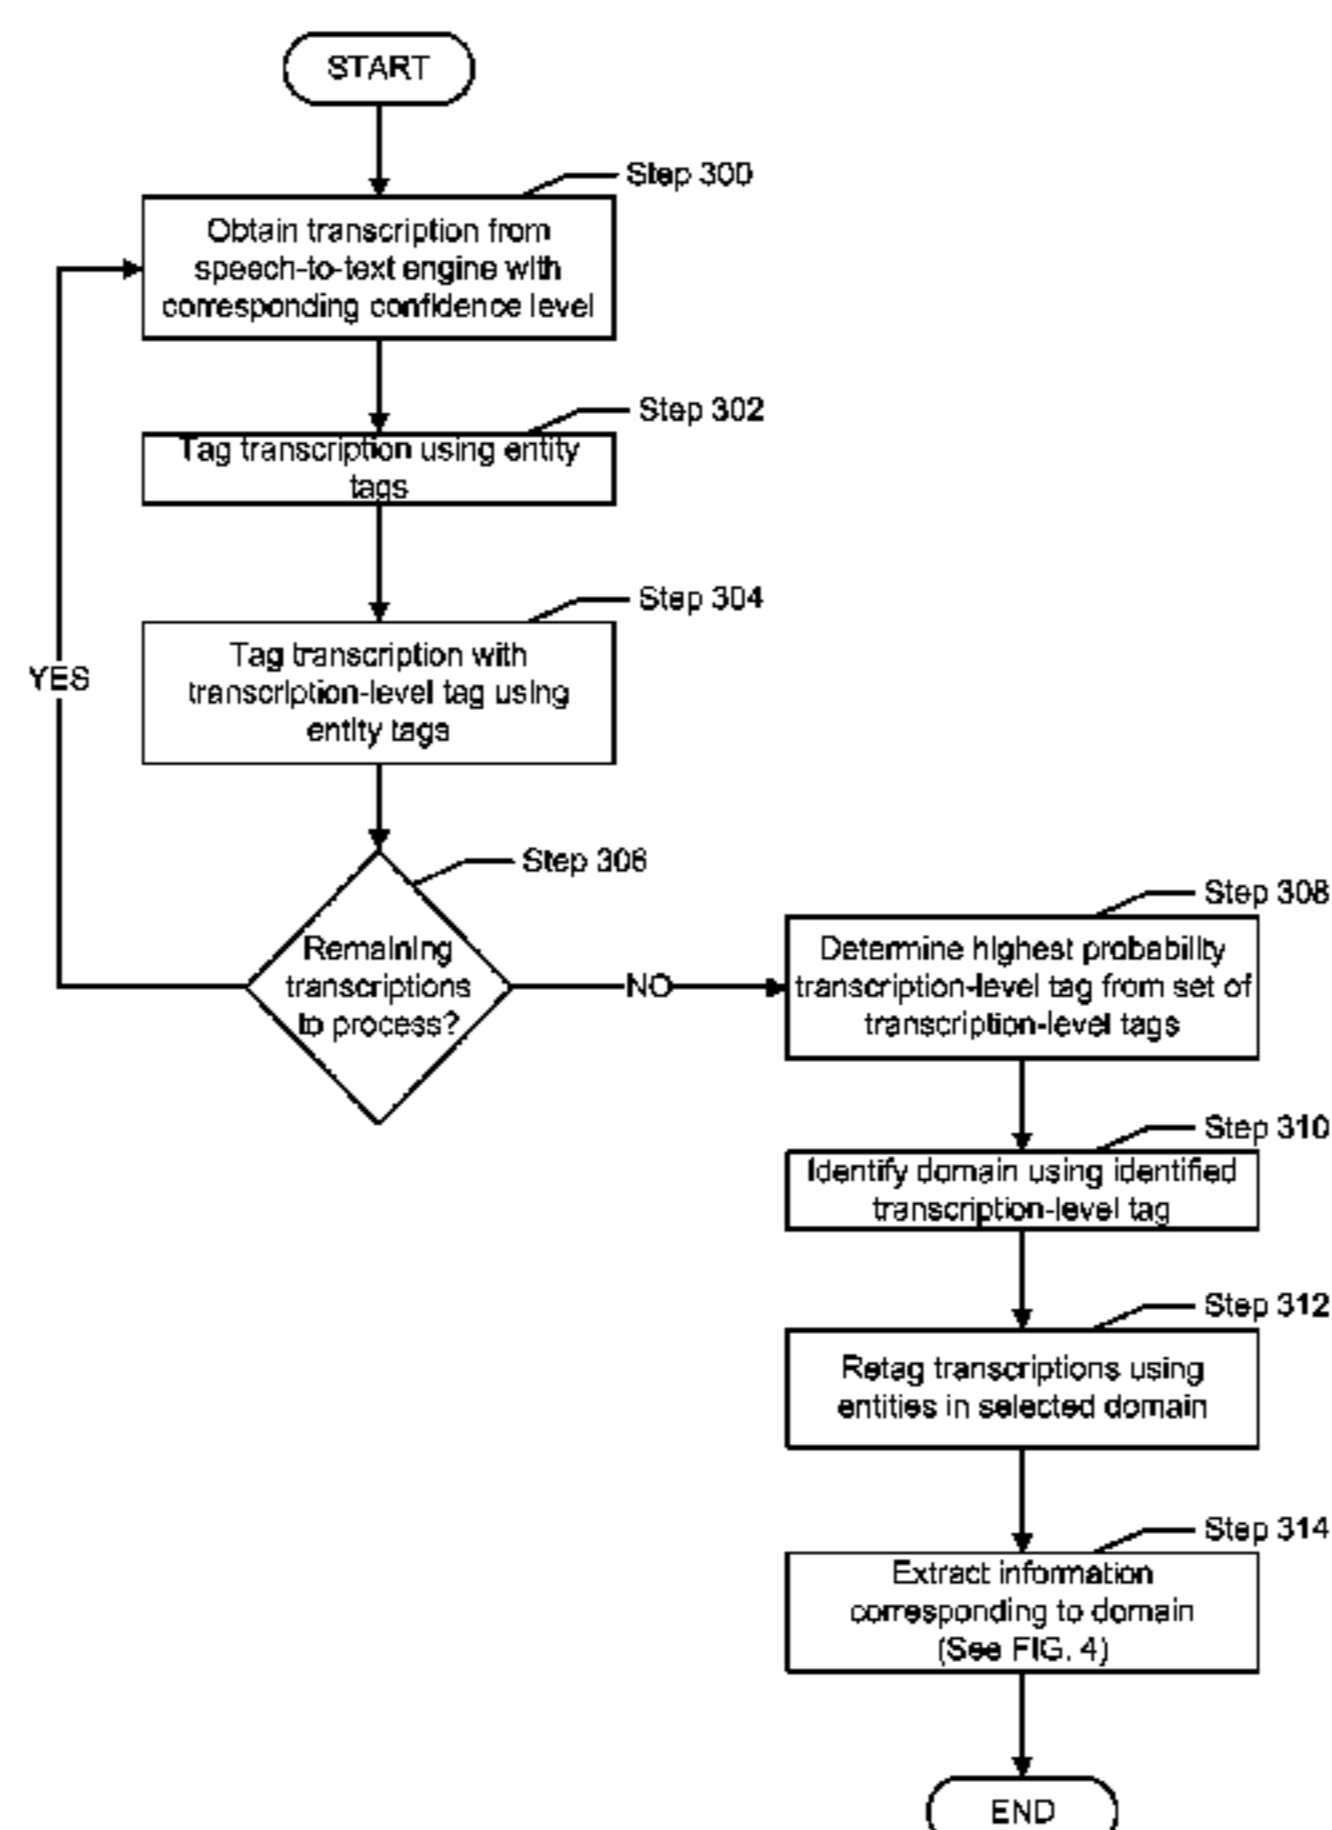 START
Step 300
Obtain transcription from
speech-to-text engine with
corresponding confidence level
Step 302
Tag transcription using entity
tags
Step 304
Tag transcription with
transcription-level tag using
entity tags
YES
Step 306
Remaining
transcriptions
to process?
NO
Step 308
Determine highest probability
transcription-level tag from set of
transcription-level tags
Step 310
Identify domain using identified
transcription-level tag
Step 312
Retag transcriptions using
entities in selected domain
Step 314
Extract information
corresponding to domain
(See FIG. 4)
END